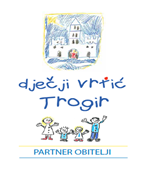 dječji vrtić
Trogir
PARTNER OBITELJI